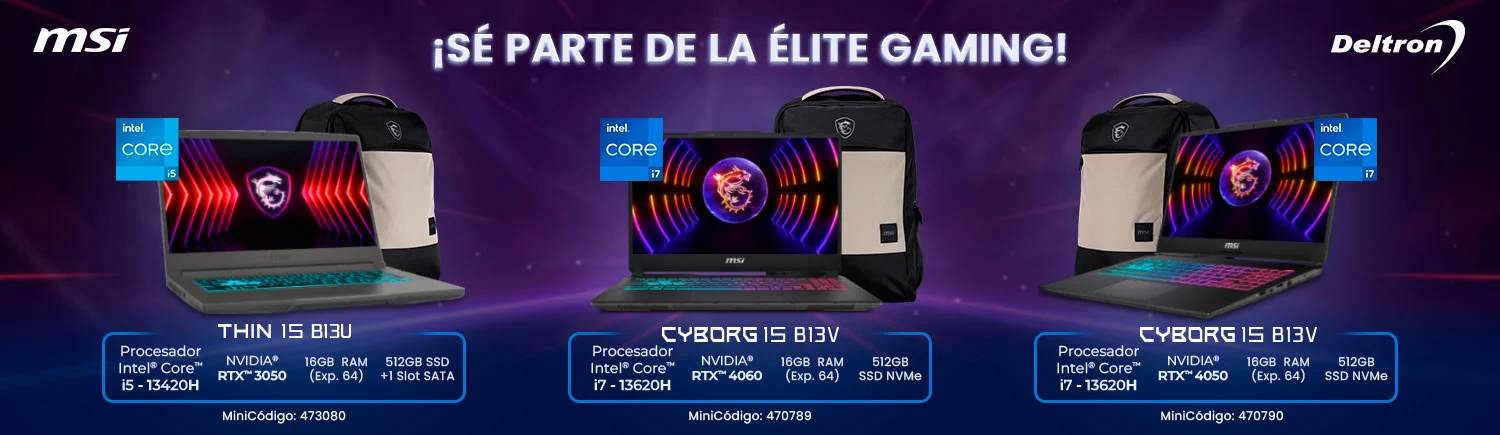 msi
¡SÉ PARTE DE LA ÉLITE GAMING!
Deltron
intel
CORE
i5
THIN 15 B13U
Procesador
Intel® Core™
i5 - 13420H
NVIDIA®
RTX™ 3050
16GB RAM
(Exp. 64)
512GB SSD
+1 Slot SATA
MiniCódigo: 473080
intel
CORE
i7
msi
msi
CYBORG 15 B13V
Procesador
Intel® Core™
i7 - 13620H
NVIDIA®
RTX™ 4060
16GB RAM
(Exp. 64)
512GB
SSD NVMe
MiniCódigo: 470789
intel
CORE
i7
msi
msi
CYBORG 15 B13V
Procesador
Intel® Core™
i7 - 13620H
NVIDIA®
RTX™ 4050
16GB RAM
(Exp. 64)
512GB
SSD NVMe
MiniCódigo: 470790